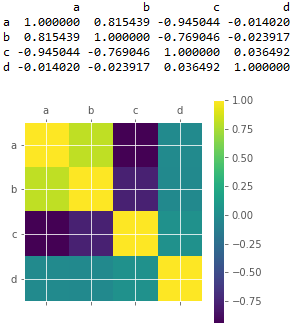 a b c d
a 1.000000 0.815439 -0.945044 -0.014020
b 0.815439 1.000000 -0.769046 -0.023917
c -0.945044 -0.769046 1.000000 0.036492
d -0.014020 -0.023917 0.036492 1.000000
a b c d
a
b
c
d
1.00
0.75
0.50
0.25
0.00
−0.25
−0.50
−0.75